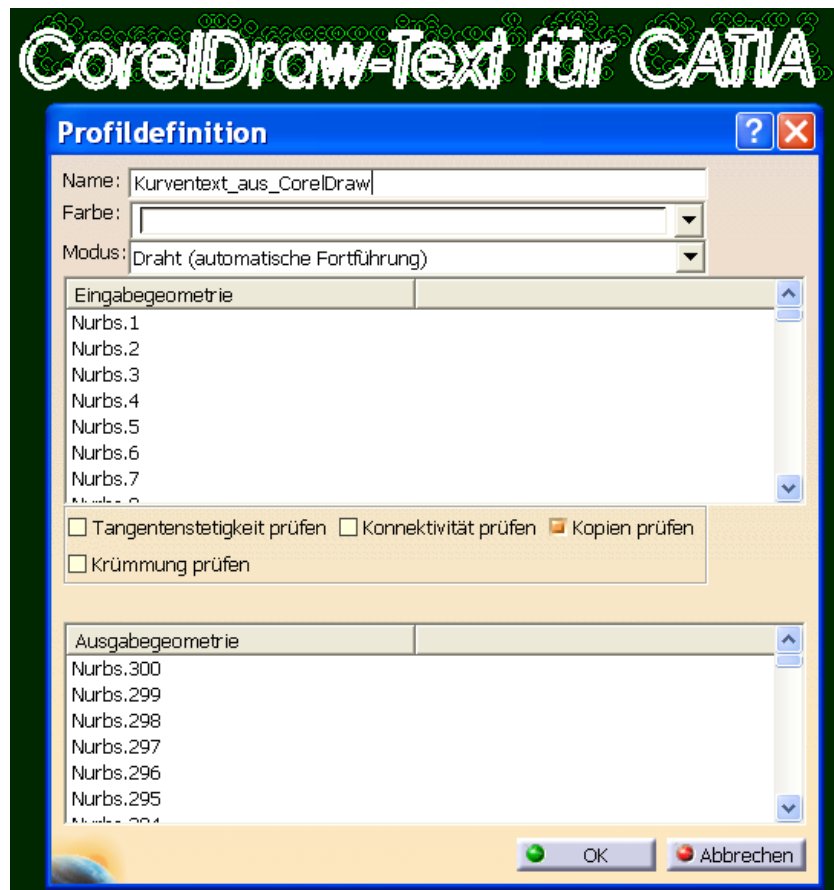 CorelDraw-Text für CATIA
Profildefinition
Name: Kurventext_aus_CorelDraw
Farbe:
Modus: Draht (automatische Fortführung)
Eingabegeometrie
Nurbs.1
Nurbs.2
Nurbs.3
Nurbs.4
Nurbs.5
Nurbs.6
Nurbs.7
Tangentenstetigkeit prüfen Konnektivität prüfen Kopien prüfen
Krümmung prüfen
Ausgabegeometrie
Nurbs.300
Nurbs.299
Nurbs.298
Nurbs.297
Nurbs.296
Nurbs.295
OK Abbrechen